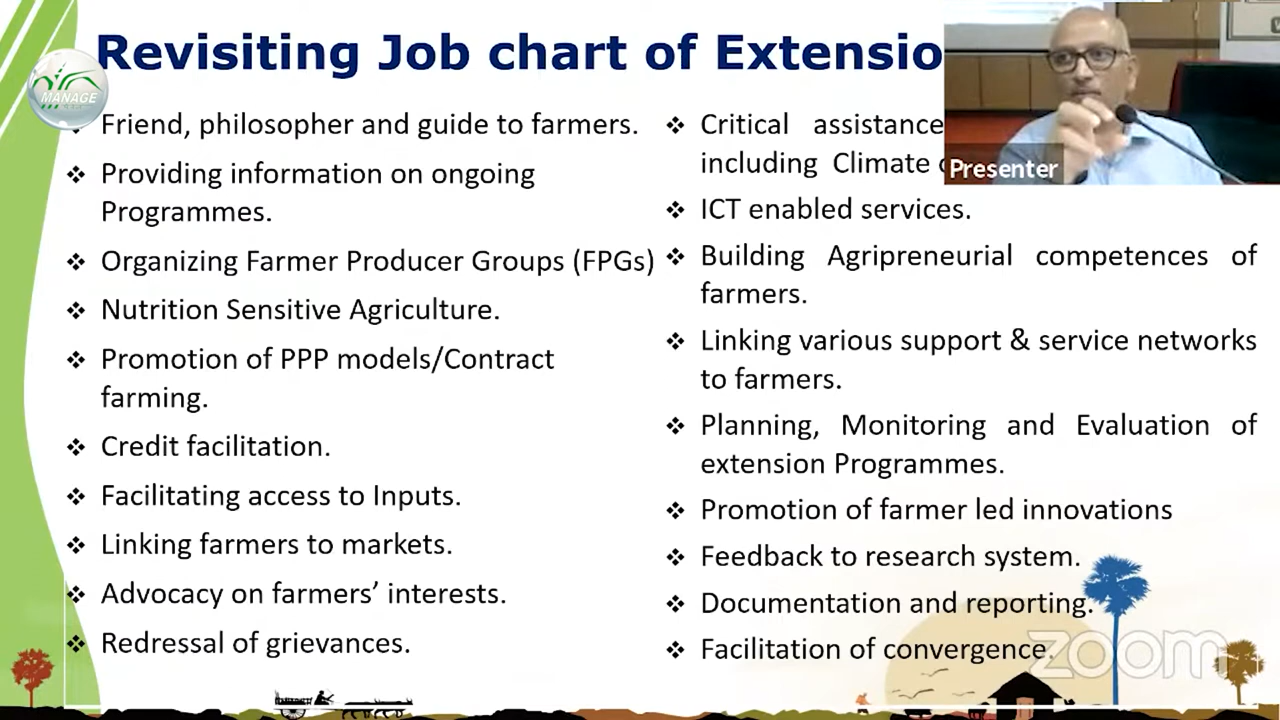 Revisiting Job chart of Extensio
MANAGE
❖ Friend, philosopher and guide to farmers.
❖ Providing information on ongoing
Programmes.
❖ Organizing Farmer Producer Groups (FPGs)
❖ Nutrition Sensitive Agriculture.
❖ Promotion of PPP models/Contract
farming.
❖ Credit facilitation.
❖ Facilitating access to Inputs.
❖ Linking farmers to markets.
❖ Advocacy on farmers’ interests.
❖ Redressal of grievances.
❖ Critical assistance
including Climate
❖ ICT enabled services.
❖ Building Agripreneurial competences of
farmers.
❖ Linking various support & service networks
to farmers.
❖ Planning, Monitoring and Evaluation of
extension Programmes.
❖ Promotion of farmer led innovations
❖ Feedback to research system.
❖ Documentation and reporting.
❖ Facilitation of convergence.
Presenter
zoom